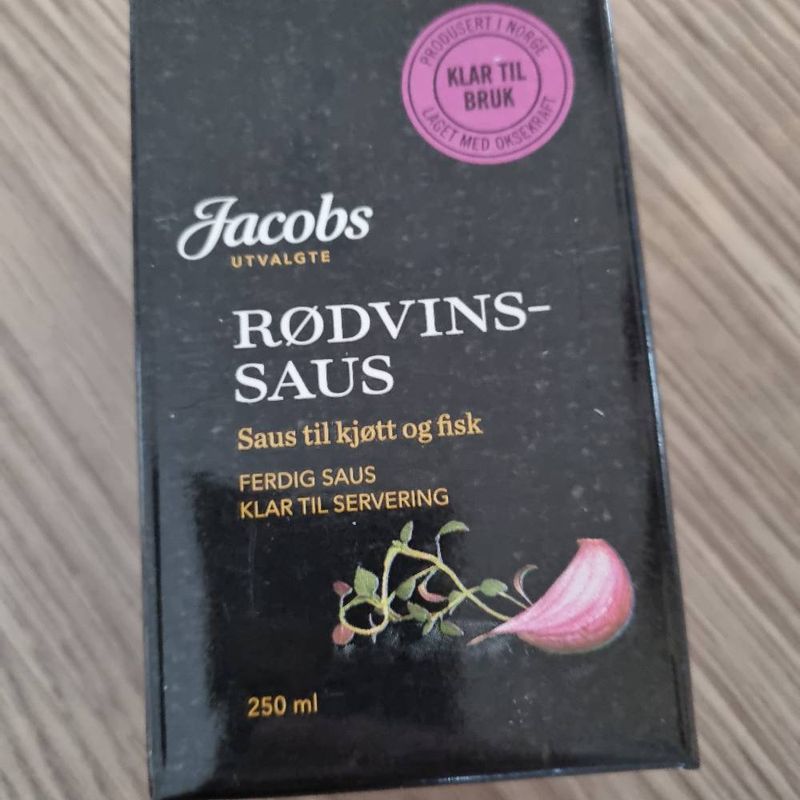 PRODUSERT I NORGE
KLAR TIL
BRUK
LAGET MED OKSEKRAFT
Jacobs
UTVALGTE
RØDVINS-
SAUS
Saus til kjøtt og fisk
FERDIG SAUS
KLAR TIL SERVERING
250 ml